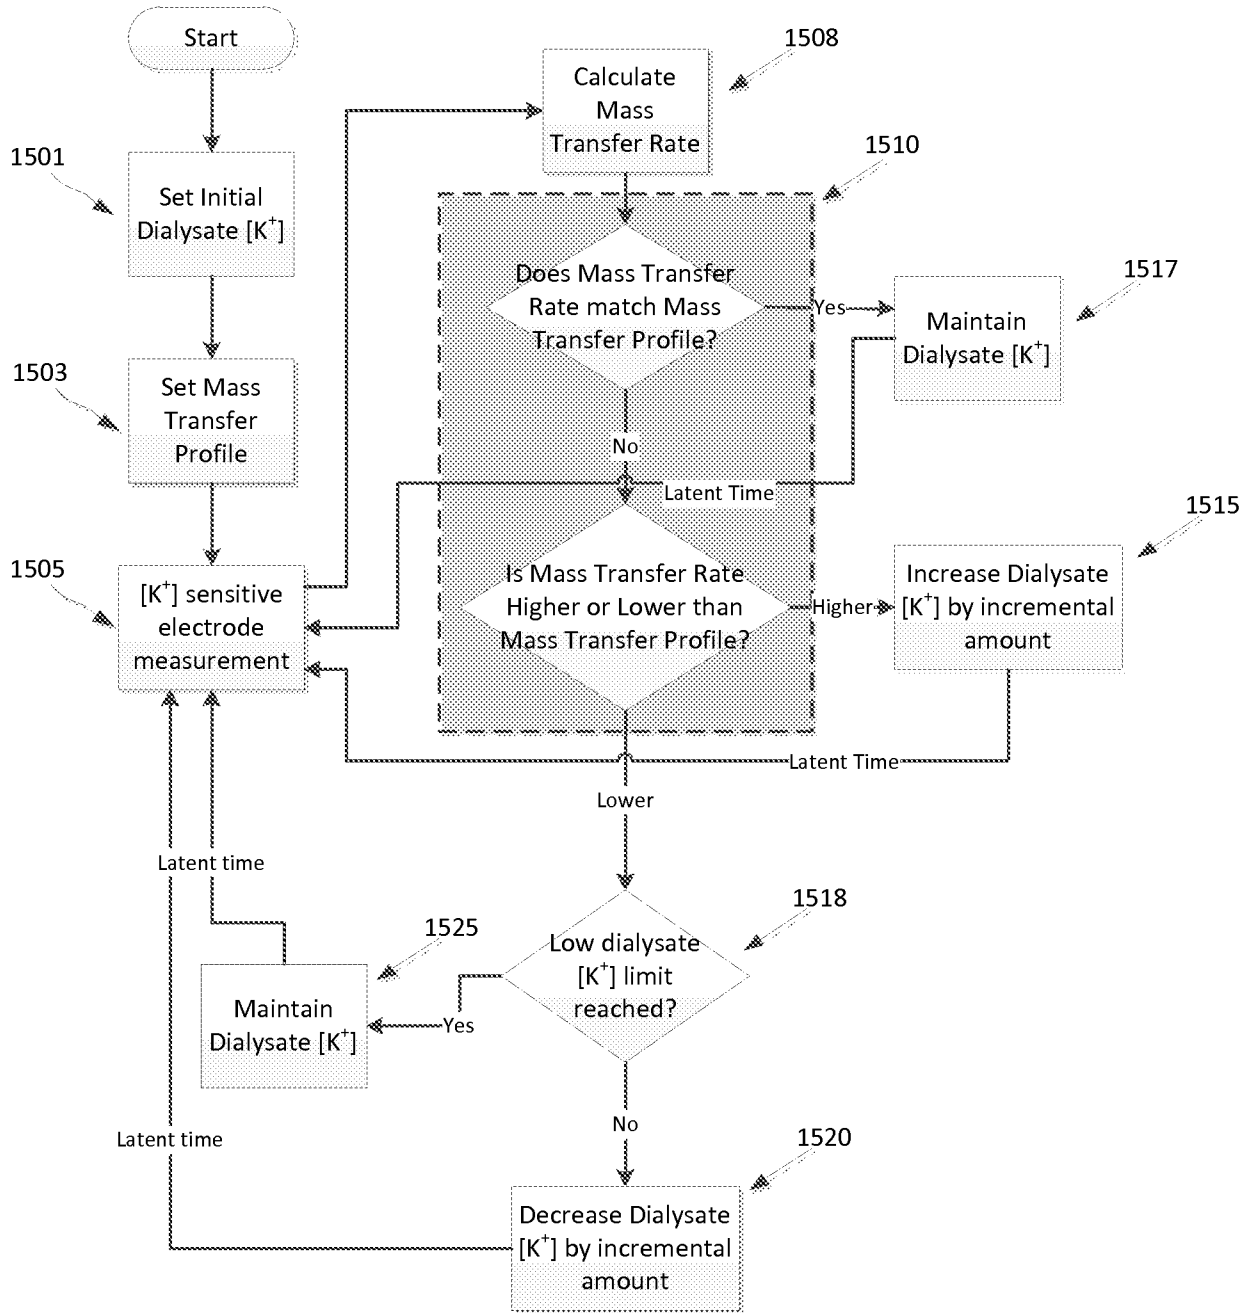 Start
1501
Set Initial
Dialysate [K+]
1503
Set Mass
Transfer
Profile
1505
[K+] sensitive
electrode
measurement
1508
Calculate
Mass
Transfer Rate
1510
Does Mass Transfer
Rate match Mass
Transfer Profile?
Yes
1517
Maintain
Dialysate [K+]
No
Latent Time
Is Mass Transfer Rate
Higher or Lower than
Mass Transfer Profile?
Higher
1515
Increase Dialysate
[K+] by incremental
amount
Latent Time
Lower
1518
Low dialysate
[K+] limit
reached?
Yes
1525
Maintain
Dialysate [K+]
Latent time
No
1520
Decrease Dialysate
[K+] by incremental
amount
Latent time